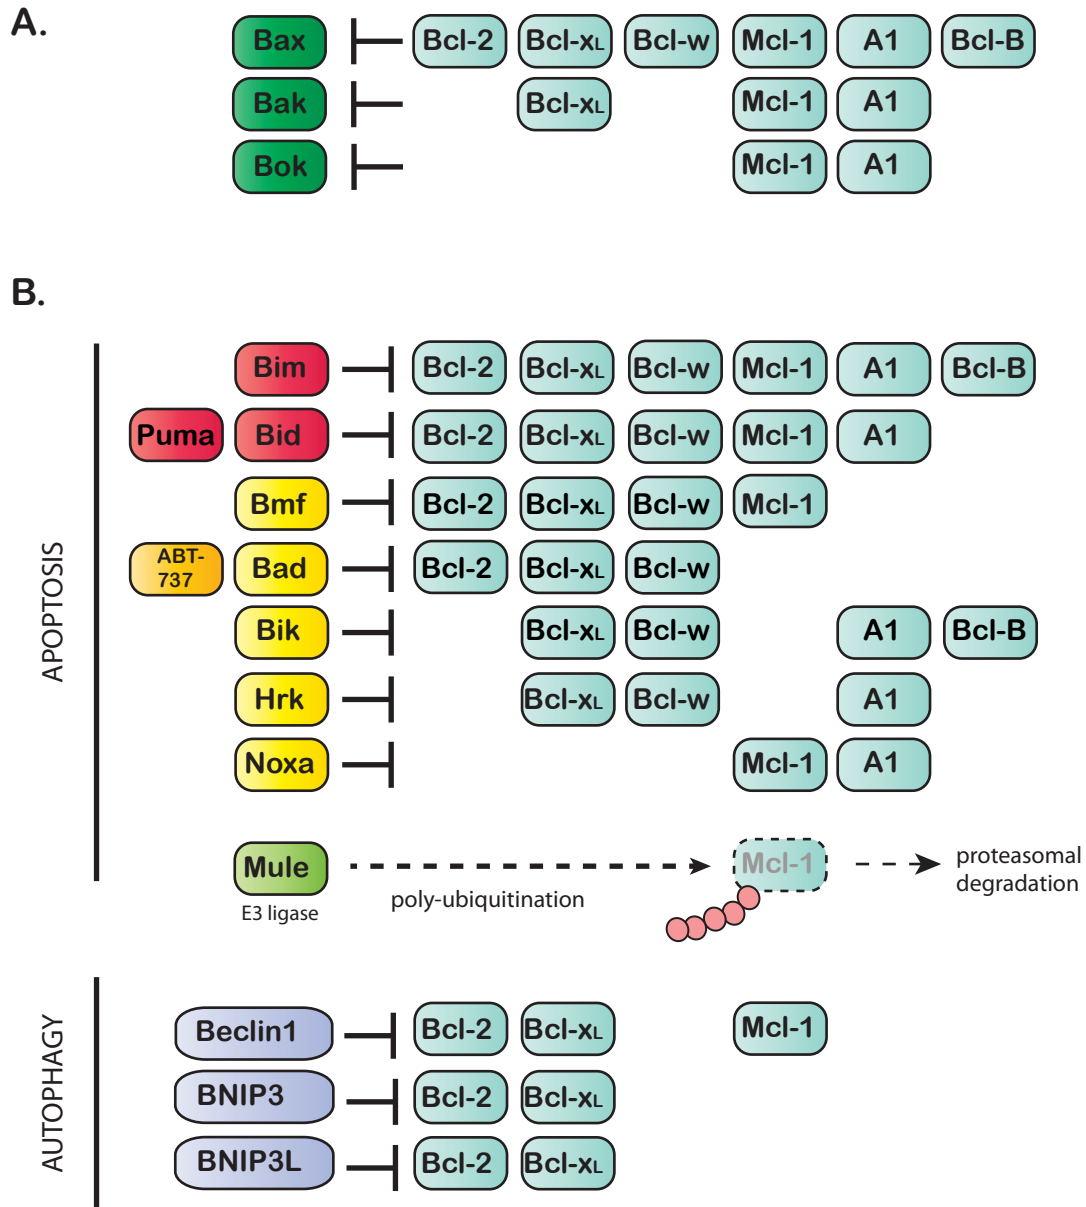 A.
Bax Bcl-2 Bcl-xL Bcl-w Mcl-1 A1 Bcl-B
Bak Bcl-xL Mcl-1 A1
Bok Mcl-1 A1
B.
APOPTOSIS
Bim Bcl-2 Bcl-xL Bcl-w Mcl-1 A1 Bcl-B
Puma Bid Bcl-2 Bcl-xL Bcl-w Mcl-1 A1
Bmf Bcl-2 Bcl-xL Bcl-w Mcl-1
ABT-
737
Bad Bcl-2 Bcl-xL Bcl-w
Bik Bcl-xL Bcl-w A1 Bcl-B
Hrk Bcl-xL Bcl-w A1
Noxa Mcl-1 A1
Mule
E3 ligase
poly-ubiquitination
Mcl-1
proteasomal
degradation
AUTOPHAGY
Beclin1 Bcl-2 Bcl-xL Mcl-1
BNIP3 Bcl-2 Bcl-xL
BNIP3L Bcl-2 Bcl-xL